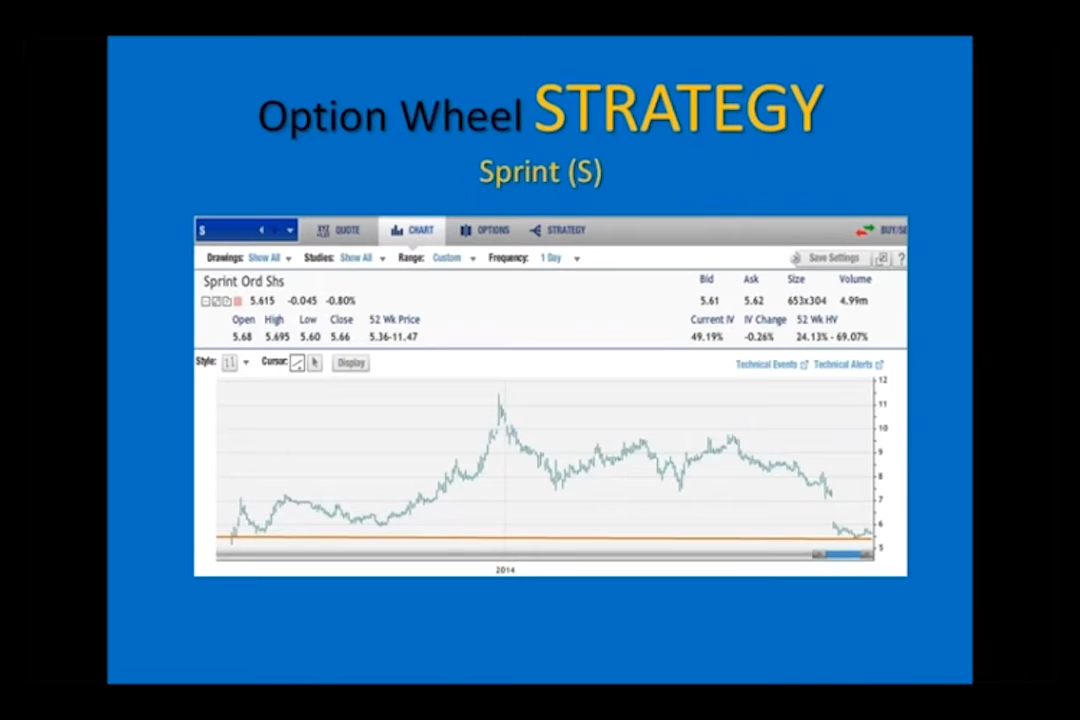 Option Wheel STRATEGY
Sprint (S)
S QUOTE CHART OPTIONS STRATEGY BUY/SE
Drawings: Show All Studies: Show All Range: Custom Frequency: 1 Day Save Settings ?
Sprint Ord Shs Bid Ask Size Volume
5.615 -0.045 -0.80% 5.61 5.62 653x304 4.99m
Open High Low Close 52 Wk Price Current IV IV Change 52 Wk HV
5.68 5.695 5.60 5.66 5.36-11.47 49.19% -0.26% 24.13% - 69.07%
Style: Cursor: Display Technical Events Technical Alerts
12
11
10
9
8
7
6
5
2014